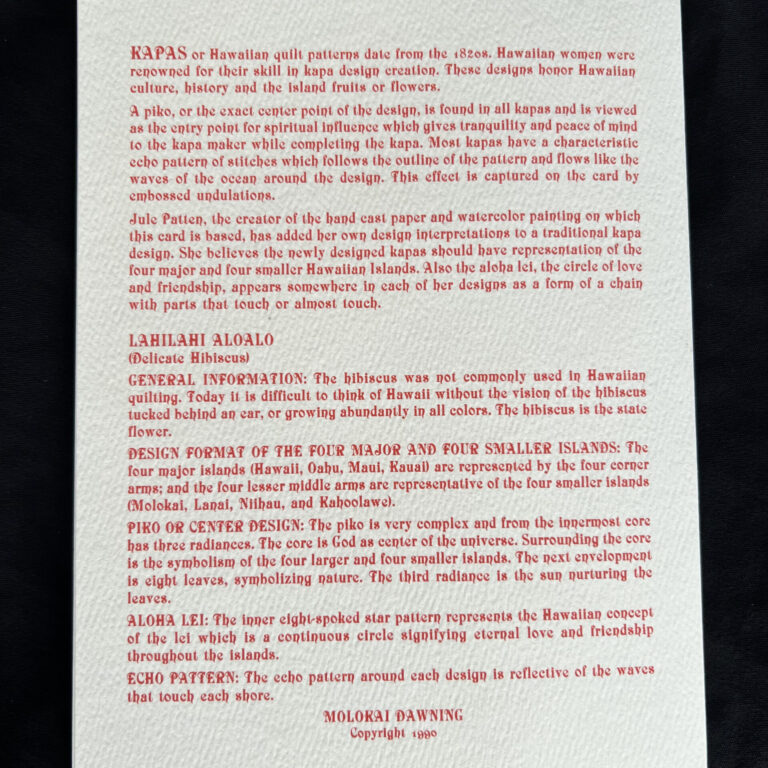 KAPAS or Hawaiian quilt patterns date from the 1820s. Hawaiian women were
renowned for their skill in kapa design creation. These designs honor Hawaiian
culture, history and the island fruits or flowers.
A piko, or the exact center point of the design, is found in all kapas and is viewed
as the entry point for spiritual influence which gives tranquility and peace of mind
to the kapa maker while completing the kapa. Most kapas have a characteristic
echo pattern of stitches which follows the outline of the pattern and flows like the
waves of the ocean around the design. This effect is captured on the card by
embossed undulations.
Jule Patten, the creator of the hand cast paper and watercolor painting on which
this card is based, has added her own design interpretations to a traditional kapa
design. She believes the newly designed kapas should have representation of the
four major and four smaller Hawaiian Islands. Also the aloha lei, the circle of love
and friendship, appears somewhere in each of her designs as a form of a chain
with parts that touch or almost touch.
LAHILAHI ALOALO
(Delicate Hibiscus)
GENERAL INFORMATION: The hibiscus was not commonly used in Hawaiian
quilting. Today it is difficult to think of Hawaii without the vision of the hibiscus
tucked behind an ear, or growing abundantly in all colors. The hibiscus is the state
flower.
DESIGN FORMAT OF THE FOUR MAJOR AND FOUR SMALLER ISLANDS: The
four major islands (Hawaii, Oahu, Maui, Kauai) are represented by the four corner
arms; and the four lesser middle arms are representative of the four smaller islands
(Molokai, Lanai, Niihau, and Kahoolawe).
PIKO OR CENTER DESIGN: The piko is very complex and from the innermost core
has three radiances. The core is God as center of the universe. Surrounding the core
is the symbolism of the four larger and four smaller islands. The next envelopment
is eight leaves, symbolizing nature. The third radiance is the sun nurturing the
leaves.
ALOHA LEI: The inner eight-spoked star pattern represents the Hawaiian concept
of the lei which is a continuous circle signifying eternal love and friendship
throughout the islands.
ECHO PATTERN: The echo pattern around each design is reflective of the waves
that touch each shore.
MOLOKAI DAWNING
Copyright 1990